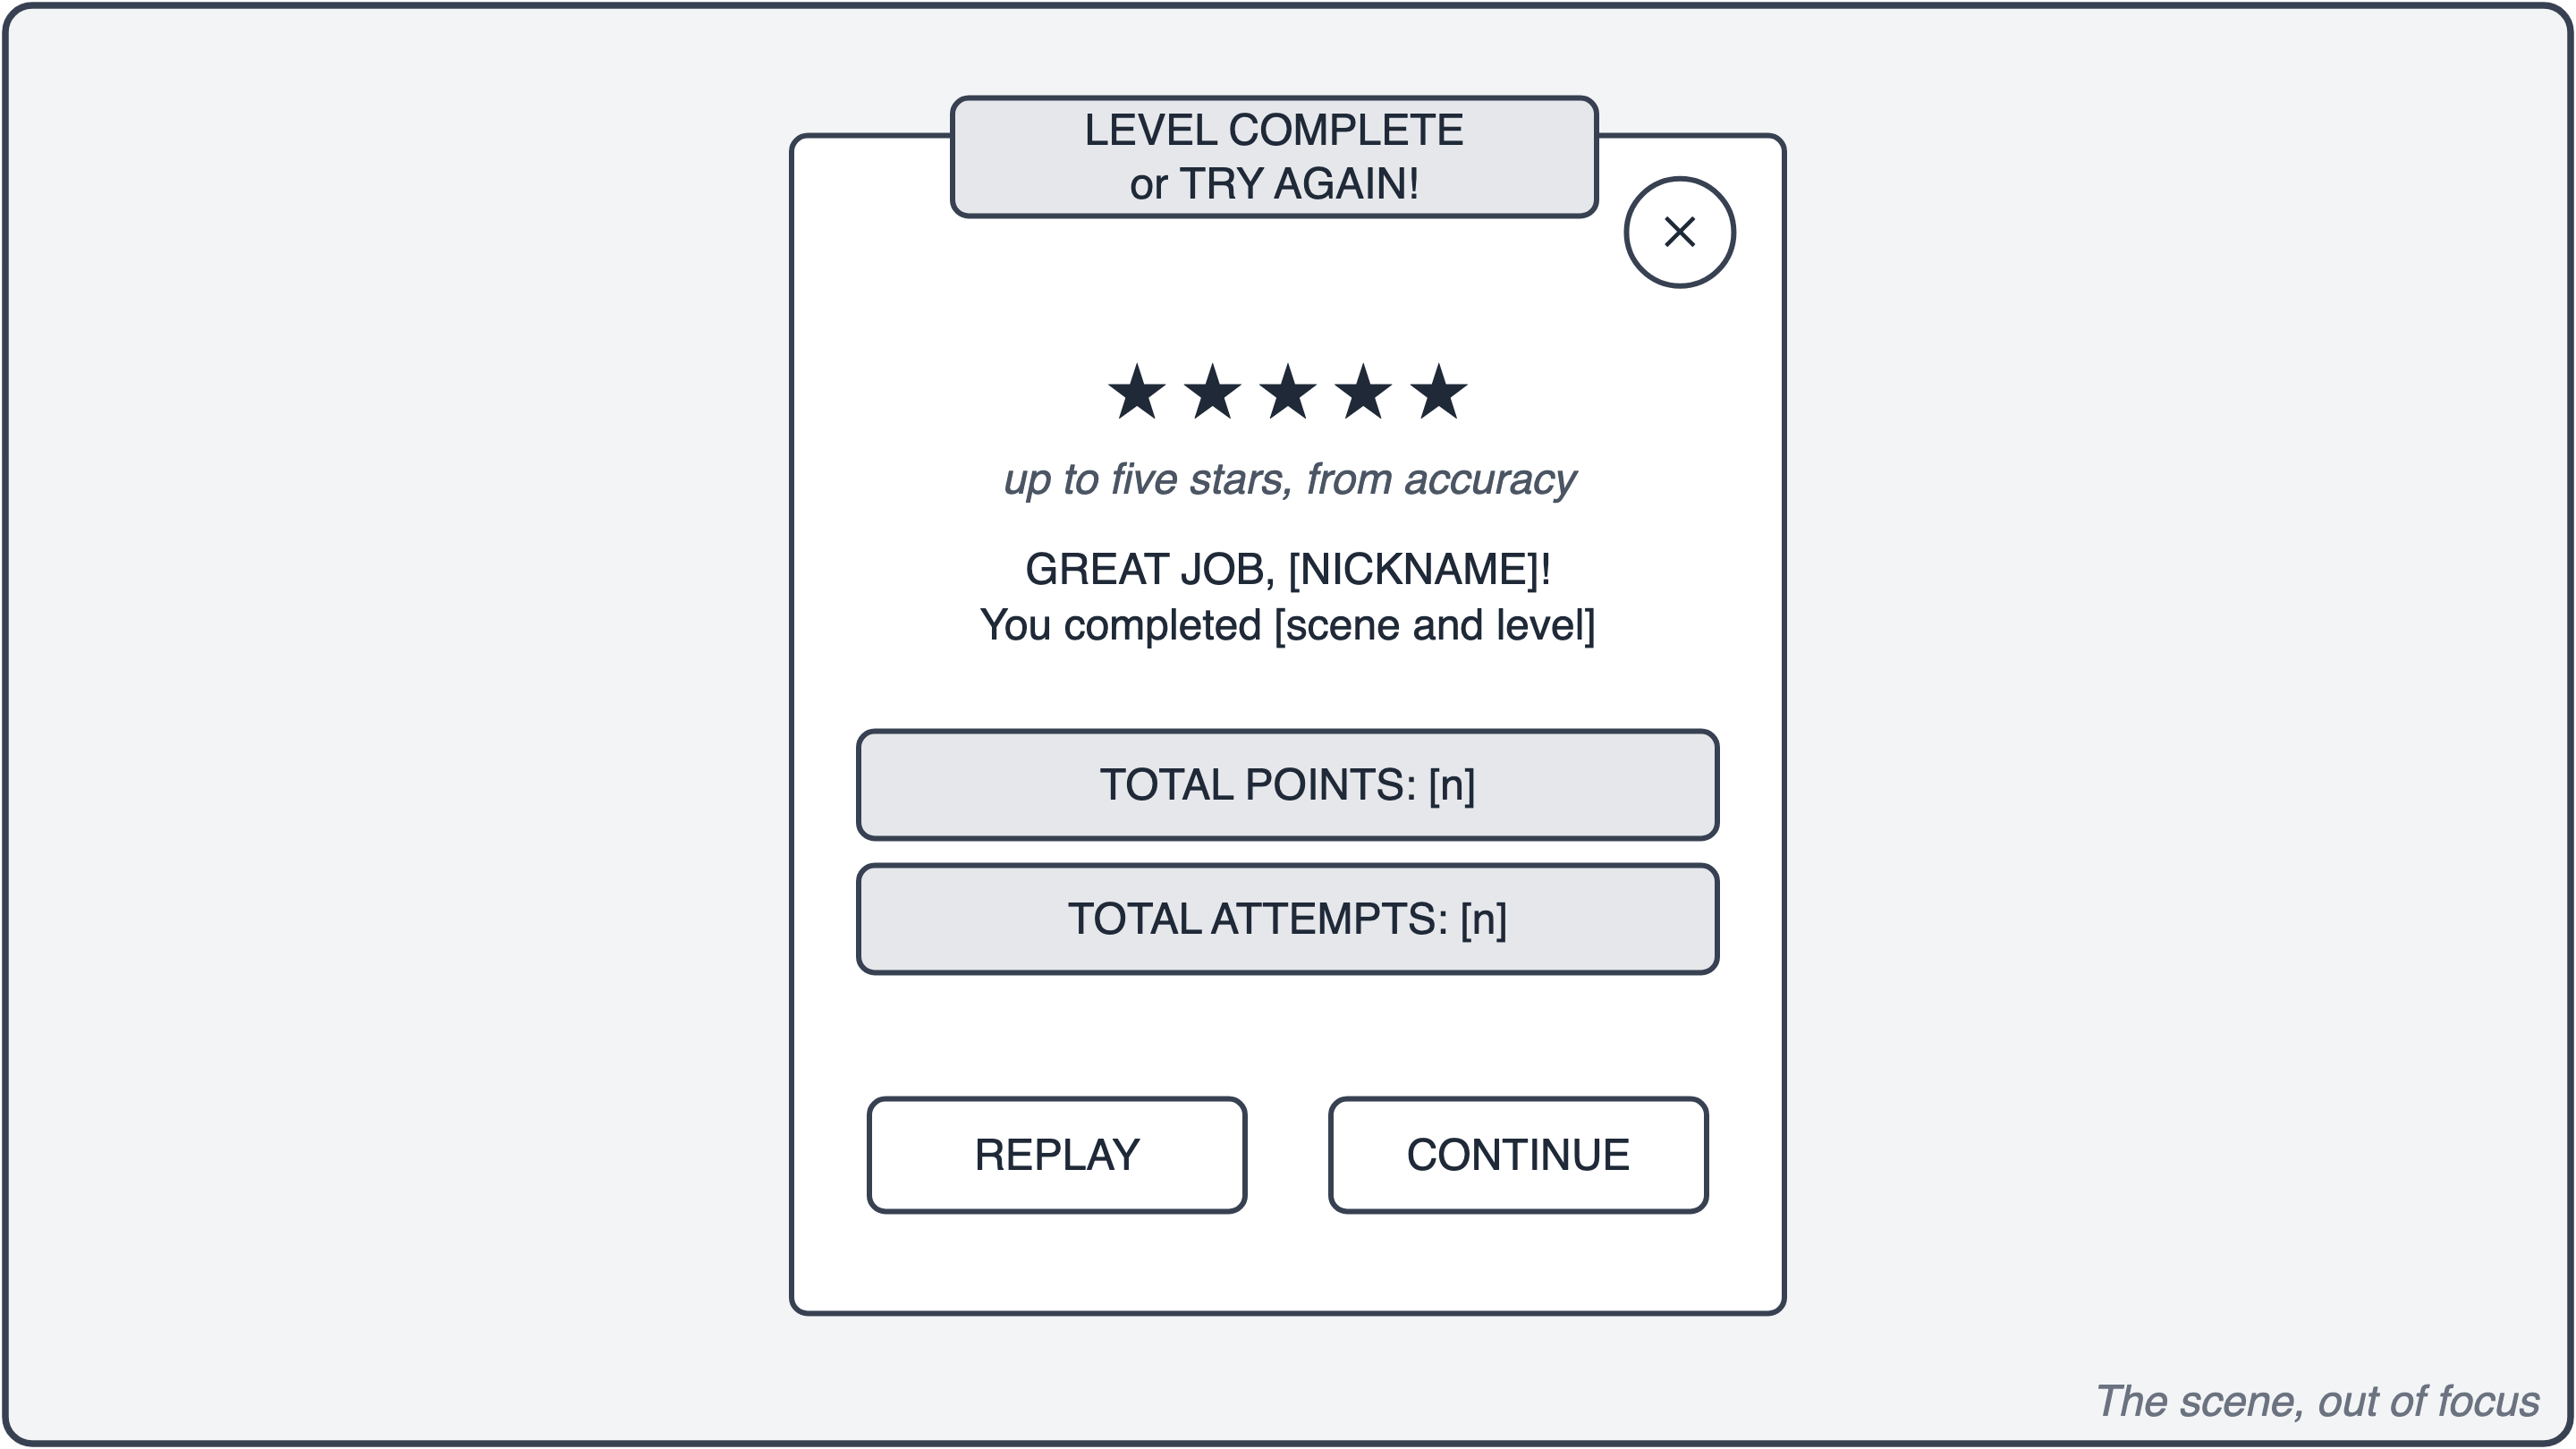 LEVEL COMPLETE
or TRY AGAIN!
×
★★★★★
up to five stars, from accuracy
GREAT JOB, [NICKNAME]!
You completed [scene and level]
TOTAL POINTS: [n]
TOTAL ATTEMPTS: [n]
REPLAY
CONTINUE
The scene, out of focus